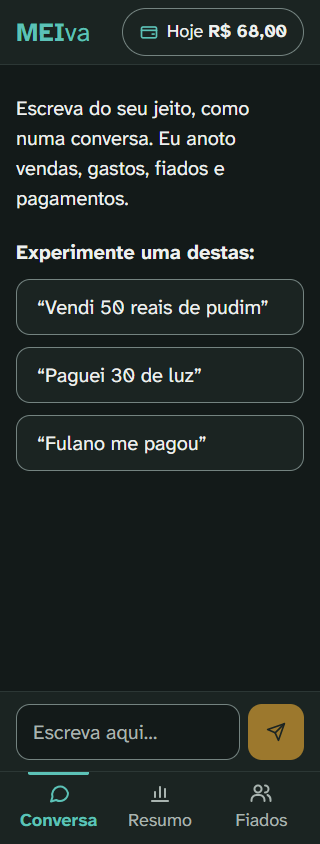 MEIva
Hoje R$ 68,00
Escreva do seu jeito, como
numa conversa. Eu anoto
vendas, gastos, fiados e
pagamentos.
Experimente uma destas:
“Vendi 50 reais de pudim”
“Paguei 30 de luz”
“Fulano me pagou”
Escreva aqui...
Conversa Resumo Fiados